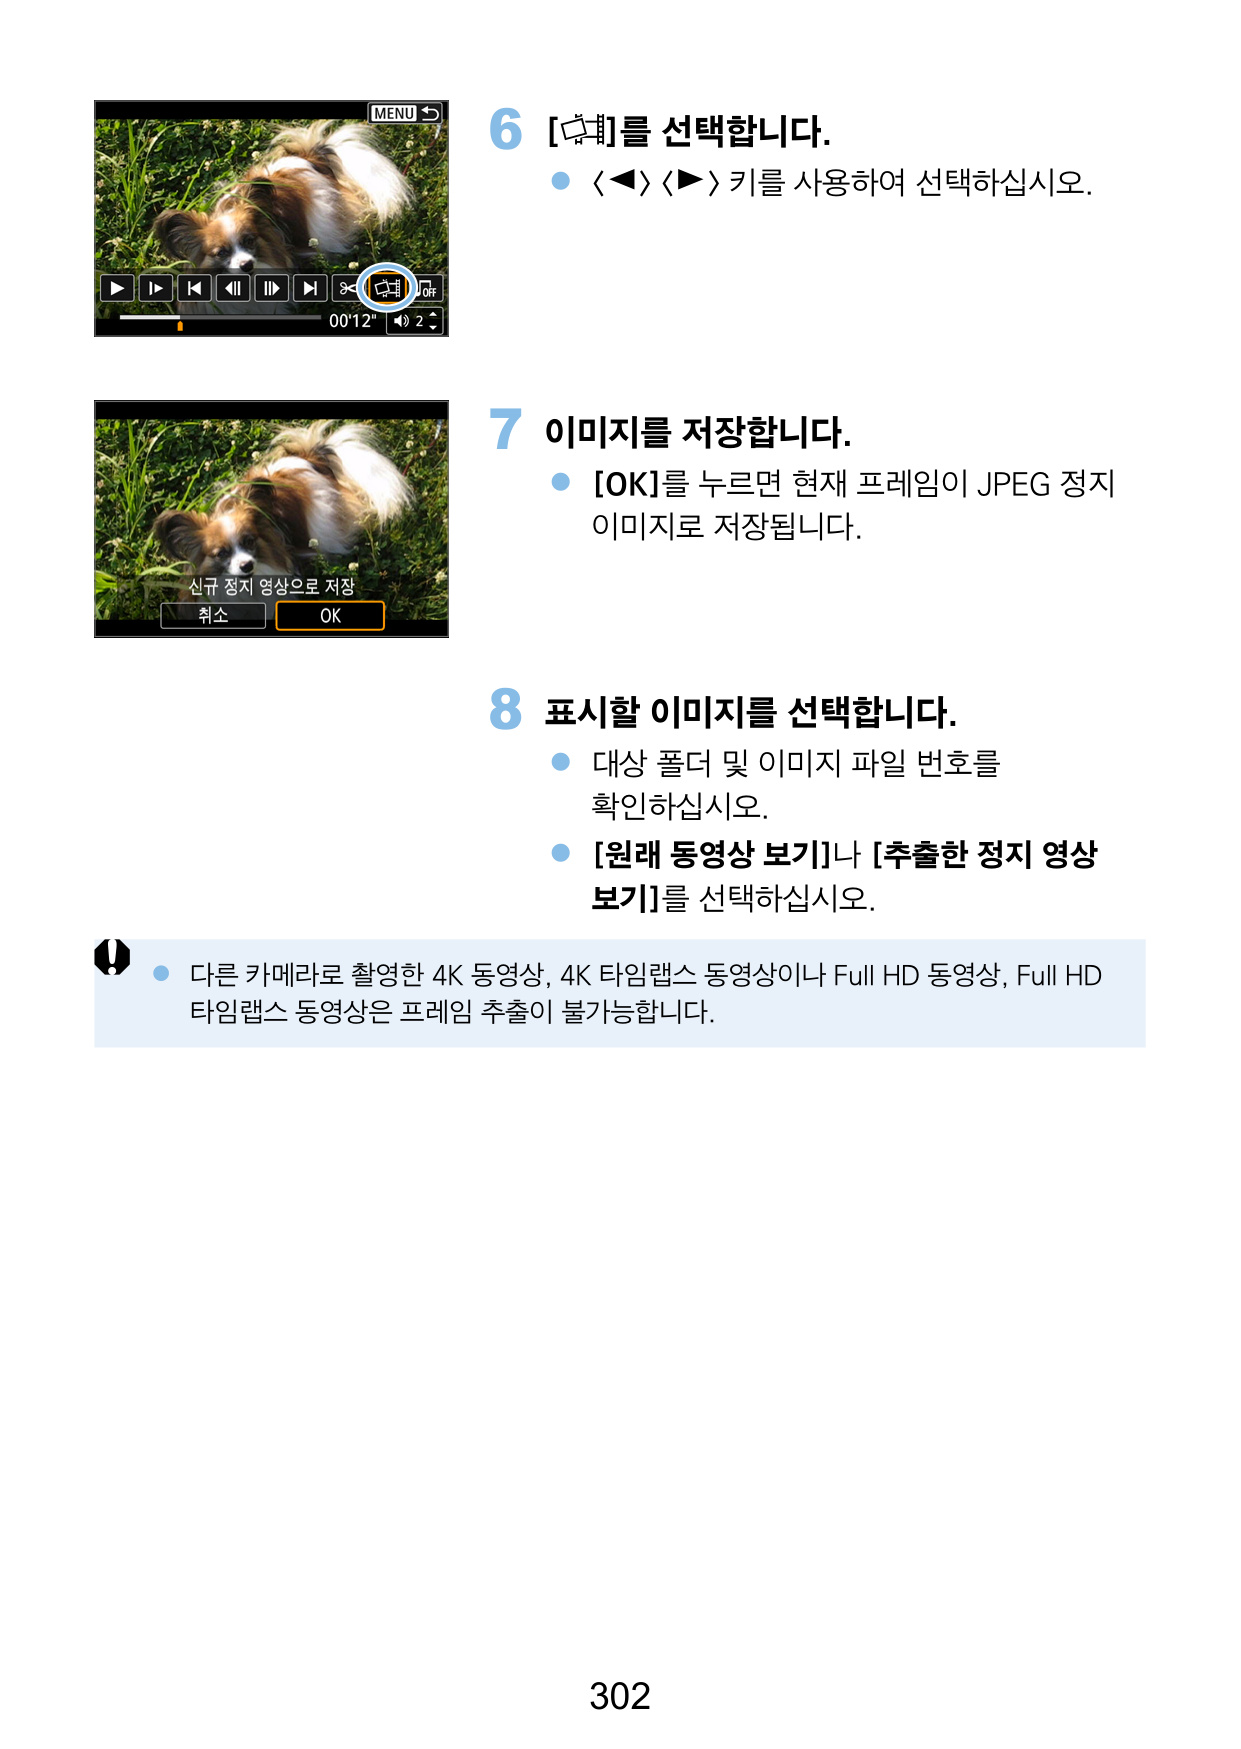 MENU
00'12"
2
OFF
6 []를 선택합니다.
● 〈◀〉〈▶〉 키를 사용하여 선택하십시오.
신규 정지 영상으로 저장
취소
OK
7 이미지를 저장합니다.
● [OK]를 누르면 현재 프레임이 JPEG 정지
이미지로 저장됩니다.
8 표시할 이미지를 선택합니다.
● 대상 폴더 및 이미지 파일 번호를
확인하십시오.
● [원래 동영상 보기]나 [추출한 정지 영상
보기]를 선택하십시오.
● 다른 카메라로 촬영한 4K 동영상, 4K 타임랩스 동영상이나 Full HD 동영상, Full HD
타임랩스 동영상은 프레임 추출이 불가능합니다.
302